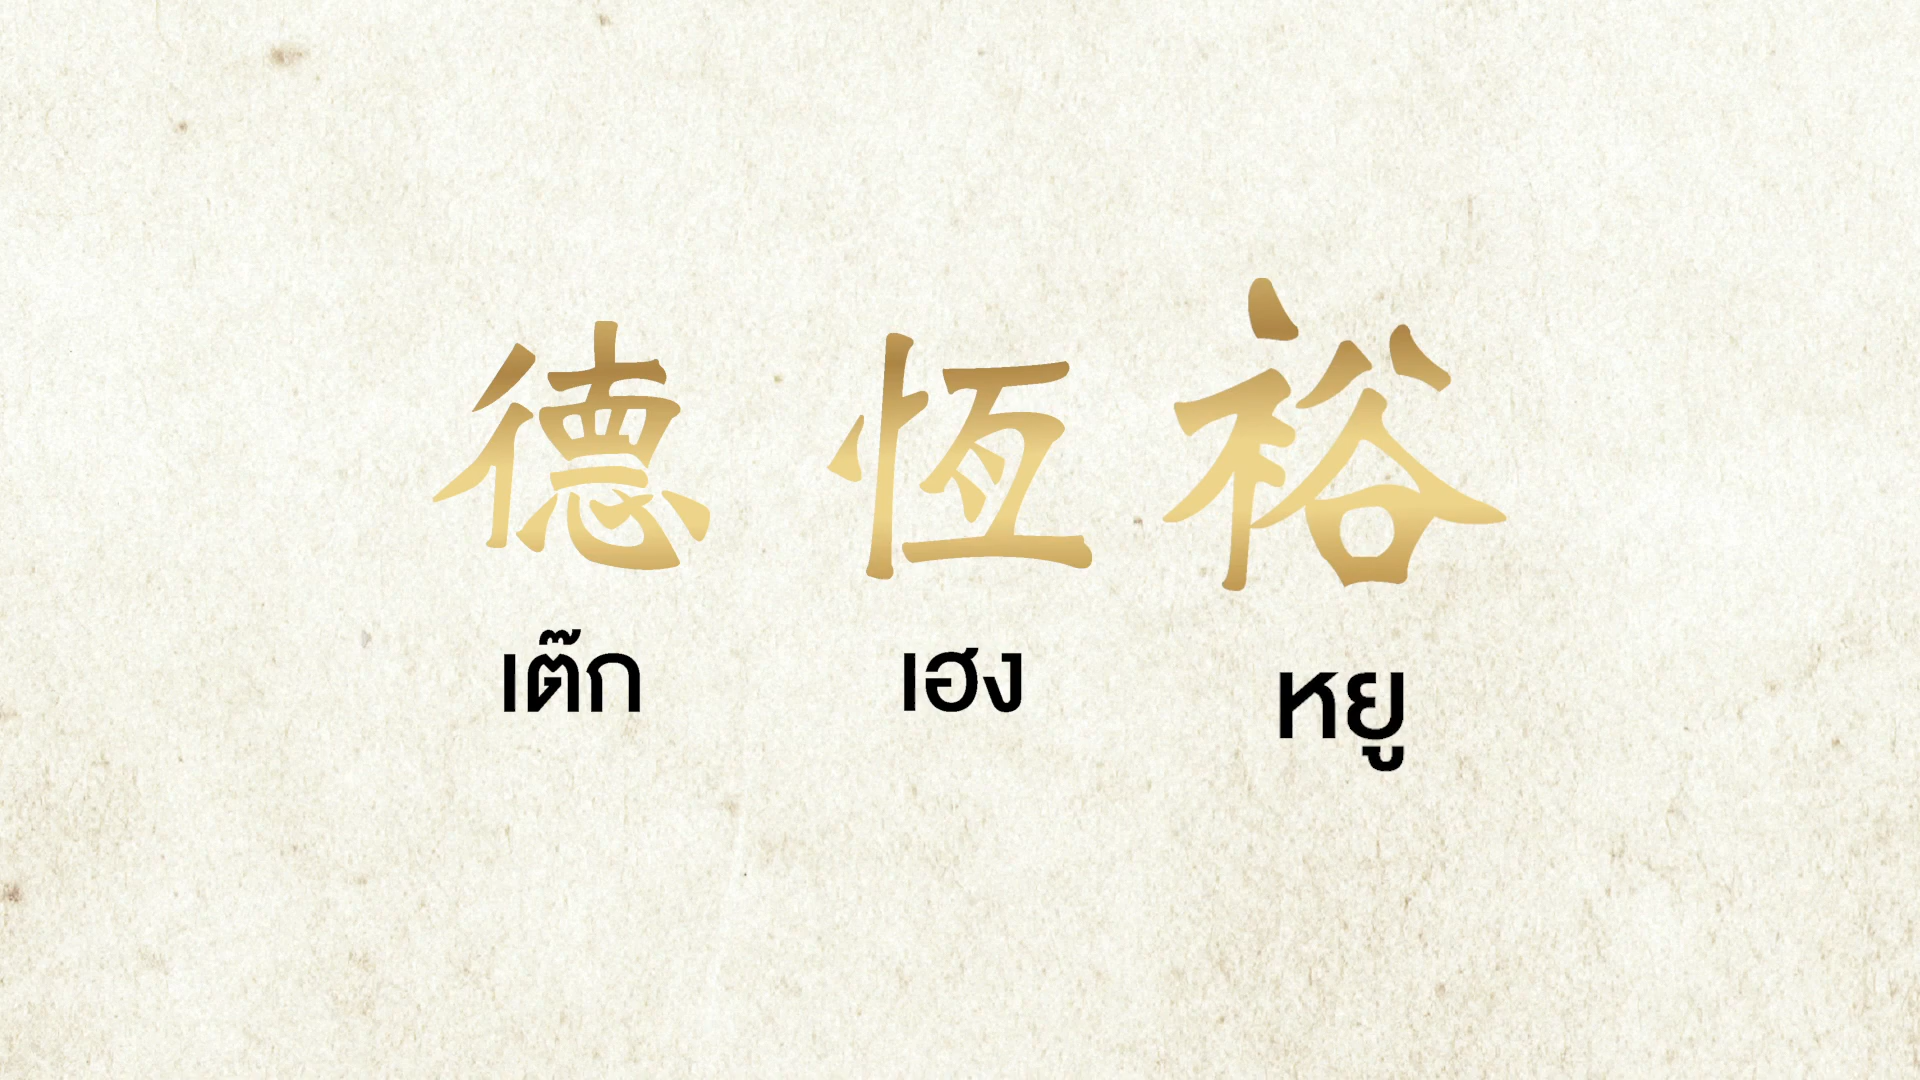 德 恆 裕
เต๊ก เฮง หยู